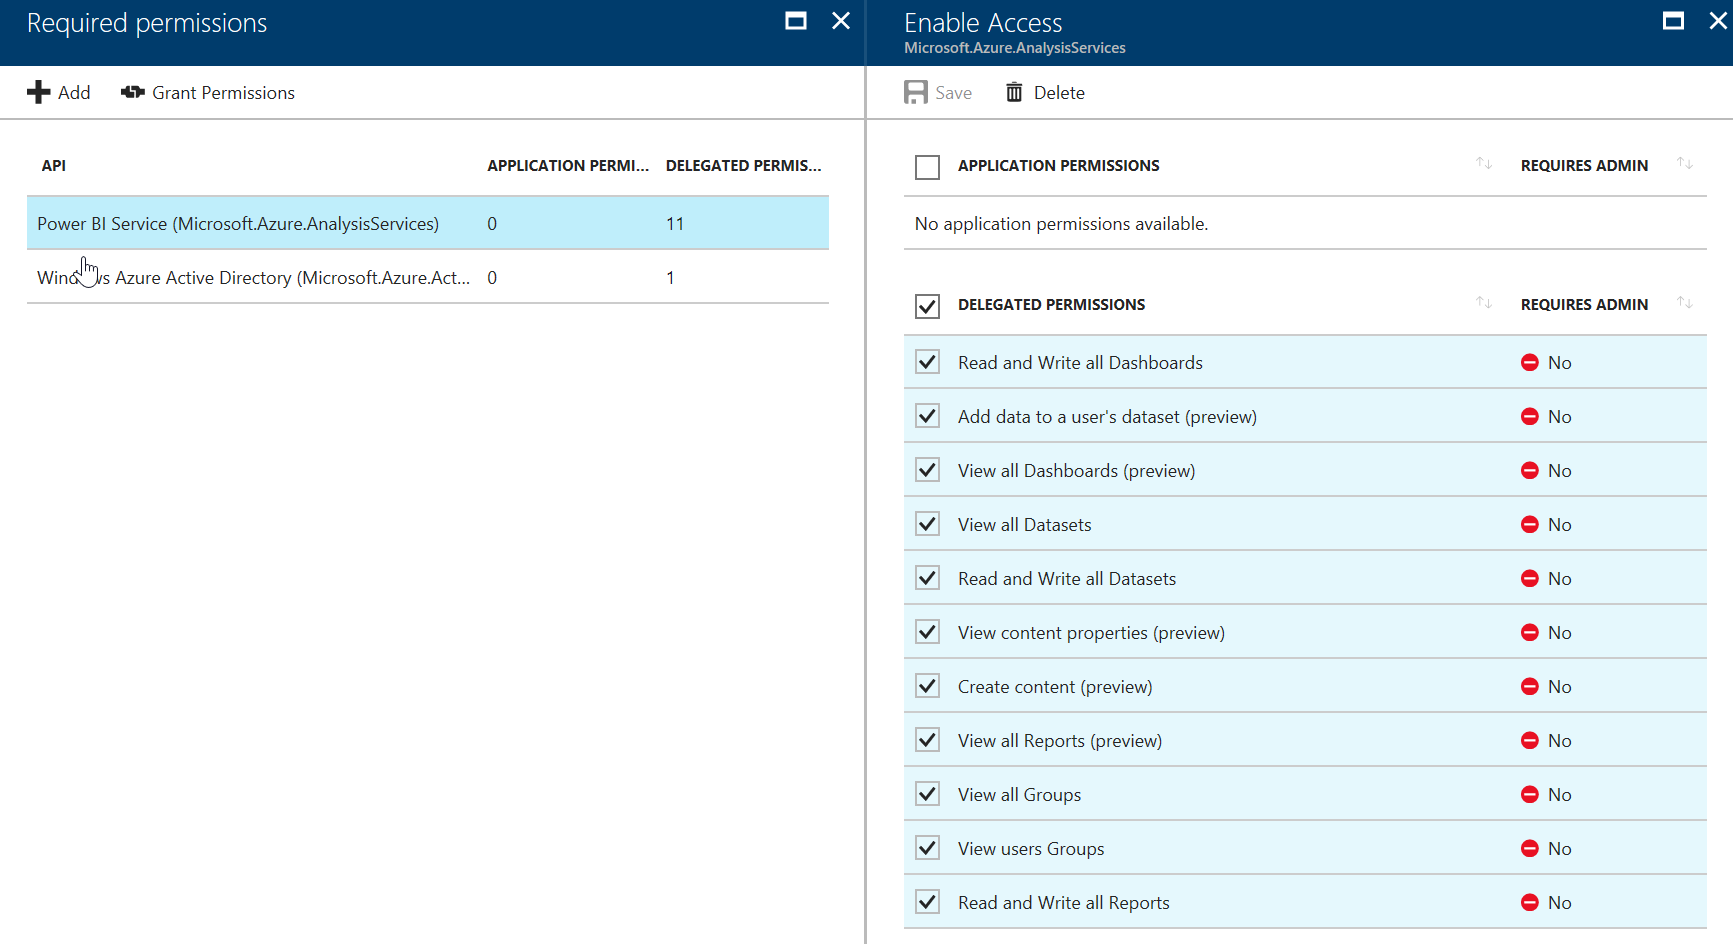 Required permissions
Add
Grant Permissions
API
APPLICATION PERMI...
DELEGATED PERMIS...
Power BI Service (Microsoft.Azure.AnalysisServices)
0
11
Windows Azure Active Directory (Microsoft.Azure.Act...
0
1
Enable Access
Microsoft.Azure.AnalysisServices
Save
Delete
APPLICATION PERMISSIONS
REQUIRES ADMIN
No application permissions available.
DELEGATED PERMISSIONS
REQUIRES ADMIN
Read and Write all Dashboards
No
Add data to a user's dataset (preview)
No
View all Dashboards (preview)
No
View all Datasets
No
Read and Write all Datasets
No
View content properties (preview)
No
Create content (preview)
No
View all Reports (preview)
No
View all Groups
No
View users Groups
No
Read and Write all Reports
No